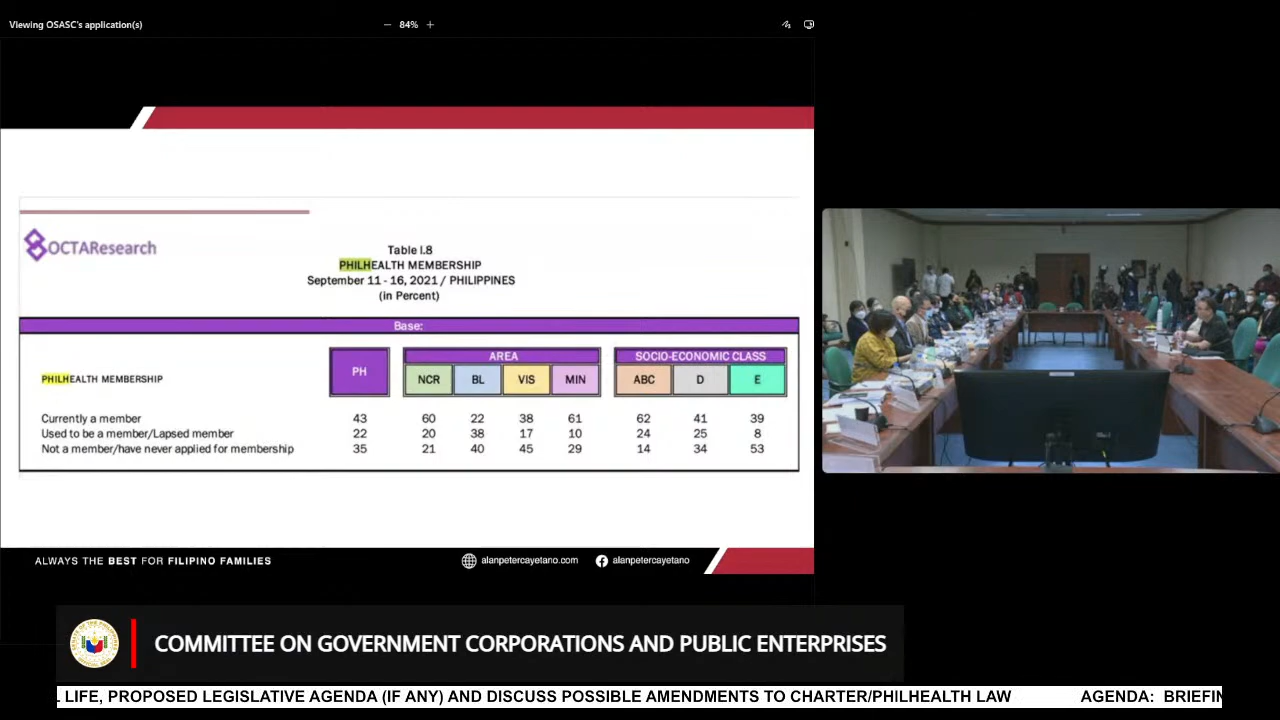 Viewing OSASC's application(s)
— 84% +
OCTAResearch
Table I.8
PHILHEALTH MEMBERSHIP
September 11 - 16, 2021 / PHILIPPINES
(in Percent)
Base:
PHILHEALTH MEMBERSHIP
PH
AREA
SOCIO-ECONOMIC CLASS
NCR BL VIS MIN ABC D E
Currently a member 43 60 22 38 61 62 41 39
Used to be a member/Lapsed member 22 20 38 17 10 24 25 8
Not a member/have never applied for membership 35 21 40 45 29 14 34 53
ALWAYS THE BEST FOR FILIPINO FAMILIES
alanpetercayetano.com
alanpetercayetano
COMMITTEE ON GOVERNMENT CORPORATIONS AND PUBLIC ENTERPRISES
LIFE, PROPOSED LEGISLATIVE AGENDA (IF ANY) AND DISCUSS POSSIBLE AMENDMENTS TO CHARTER/PHILHEALTH LAW AGENDA: BRIEFIN